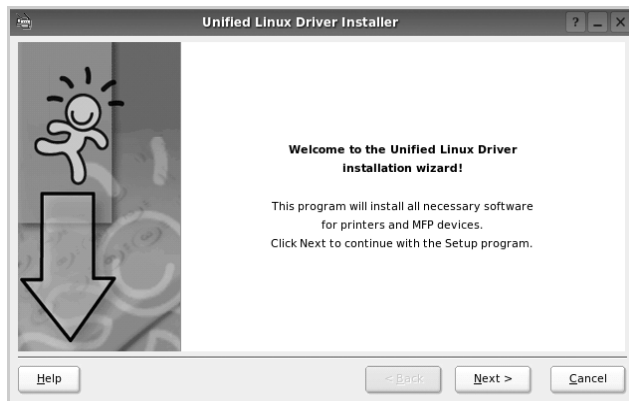 Unified Linux Driver Installer
Welcome to the Unified Linux Driver
installation wizard!
This program will install all necessary software
for printers and MFP devices.
Click Next to continue with the Setup program.
Help
< Back
Next >
Cancel